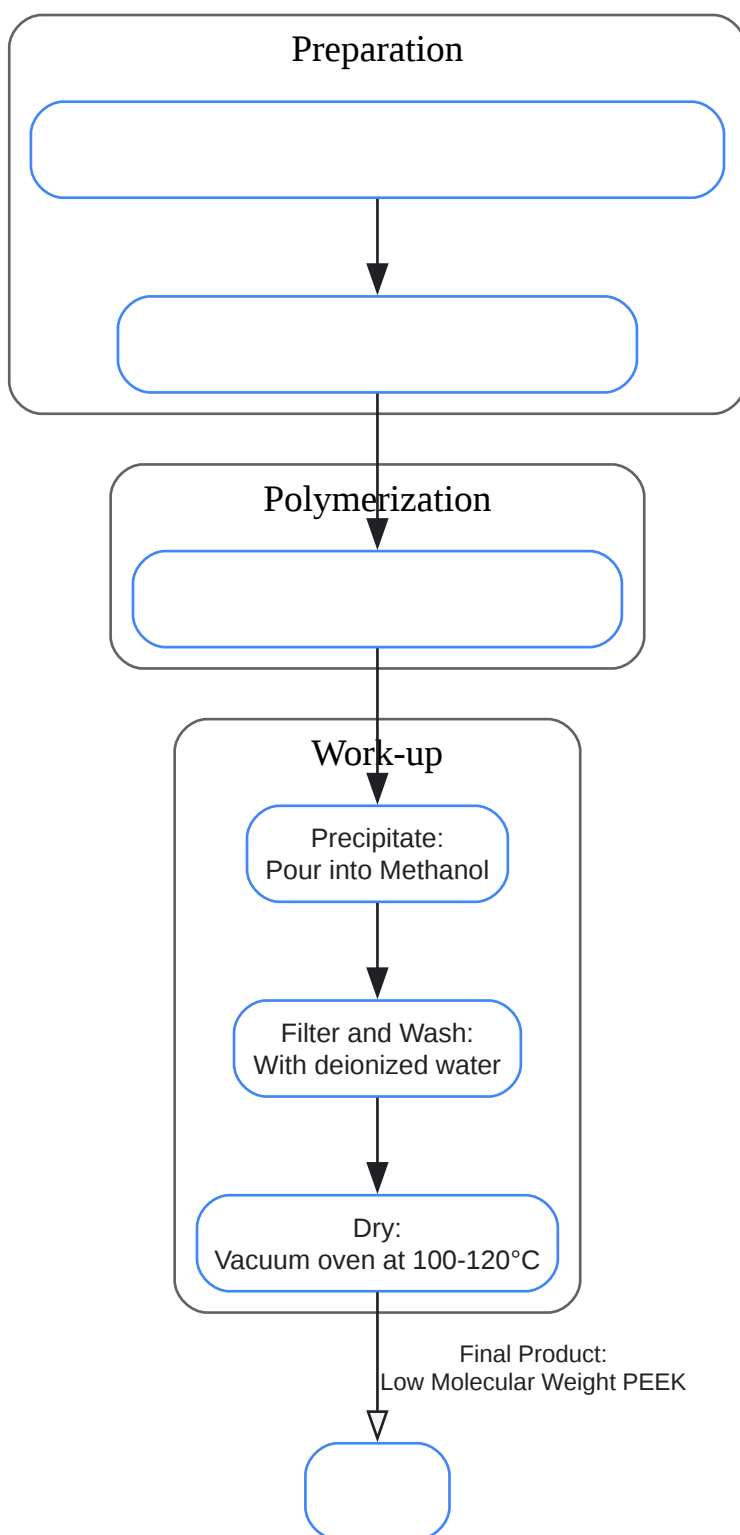 Preparation
Polymerization
Work-up
Precipitate:
Pour into Methanol
Filter and Wash:
With deionized water
Dry:
Vacuum oven at 100-120°C
Final Product:
Low Molecular Weight PEEK